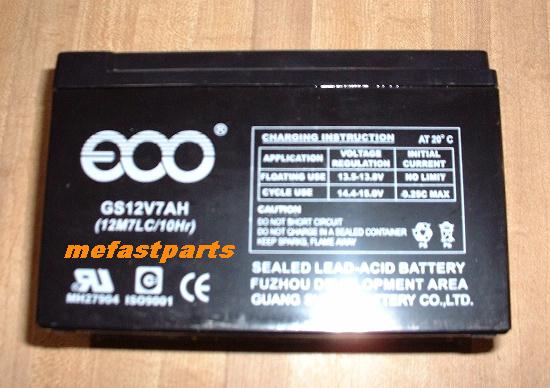 eoo®
GS12V7AH
(12M7LC/10Hr)
mefastparts
MH27904 ISO9001 CE
CHARGING INSTRUCTION AT 20°C
APPLICATION VOLTAGE REGULATION INITIAL CURRENT
FLOATING USE 13.5-13.8V NO LIMIT
CYCLE USE 14.4-15.0V -0.25C MAX
CAUTION
DO NOT SHORT CIRCUIT
DO NOT CHARGE IN A SEALED CONTAINER
KEEP SPARKS, FLAME AWAY
SEALED LEAD-ACID BATTERY
FUZHOU DEVELOPMENT AREA
GUANG BATTERY CO.,LTD.